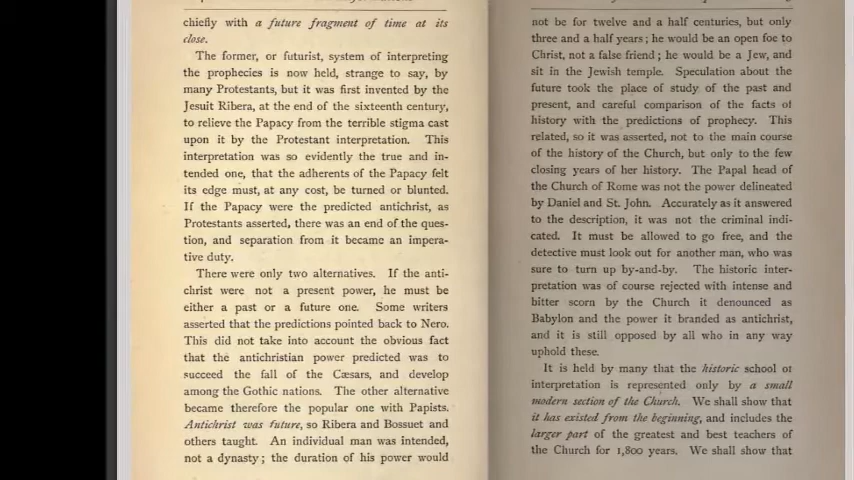 chiefly with a future fragment of time at its
close.
The former, or futurist, system of interpreting
the prophecies is now held, strange to say, by
many Protestants, but it was first invented by the
Jesuit Ribera, at the end of the sixteenth century,
to relieve the Papacy from the terrible stigma cast
upon it by the Protestant interpretation. This
interpretation was so evidently the true and in-
tended one, that the adherents of the Papacy felt
its edge must, at any cost, be turned or blunted.
If the Papacy were the predicted antichrist, as
Protestants asserted, there was an end of the ques-
tion, and separation from it became an impera-
tive duty.
There were only two alternatives. If the anti-
christ were not a present power, he must be
either a past or a future one. Some writers
asserted that the predictions pointed back to Nero.
This did not take into account the obvious fact
that the antichristian power predicted was to
succeed the fall of the Cæsars, and develop
among the Gothic nations. The other alternative
became therefore the popular one with Papists.
Antichrist was future, so Ribera and Bossuet and
others taught. An individual man was intended,
not a dynasty; the duration of his power would
not be for twelve and a half centuries, but only
three and a half years; he would be an open foe to
Christ, not a false friend; he would be a Jew, and
sit in the Jewish temple. Speculation about the
future took the place of study of the past and
present, and careful comparison of the facts of
history with the predictions of prophecy. This
related, so it was asserted, not to the main course
of the history of the Church, but only to the few
closing years of her history. The Papal head of
the Church of Rome was not the power delineated
by Daniel and St. John. Accurately as it answered
to the description, it was not the criminal indi-
cated. It must be allowed to go free, and the
detective must look out for another man, who was
sure to turn up by-and-by. The historic inter-
pretation was of course rejected with intense and
bitter scorn by the Church it denounced as
Babylon and the power it branded as antichrist,
and it is still opposed by all who in any way
uphold these.
It is held by many that the historic school of
interpretation is represented only by a small
modern section of the Church. We shall show that
it has existed from the beginning, and includes the
larger part of the greatest and best teachers of
the Church for 1,800 years. We shall show that